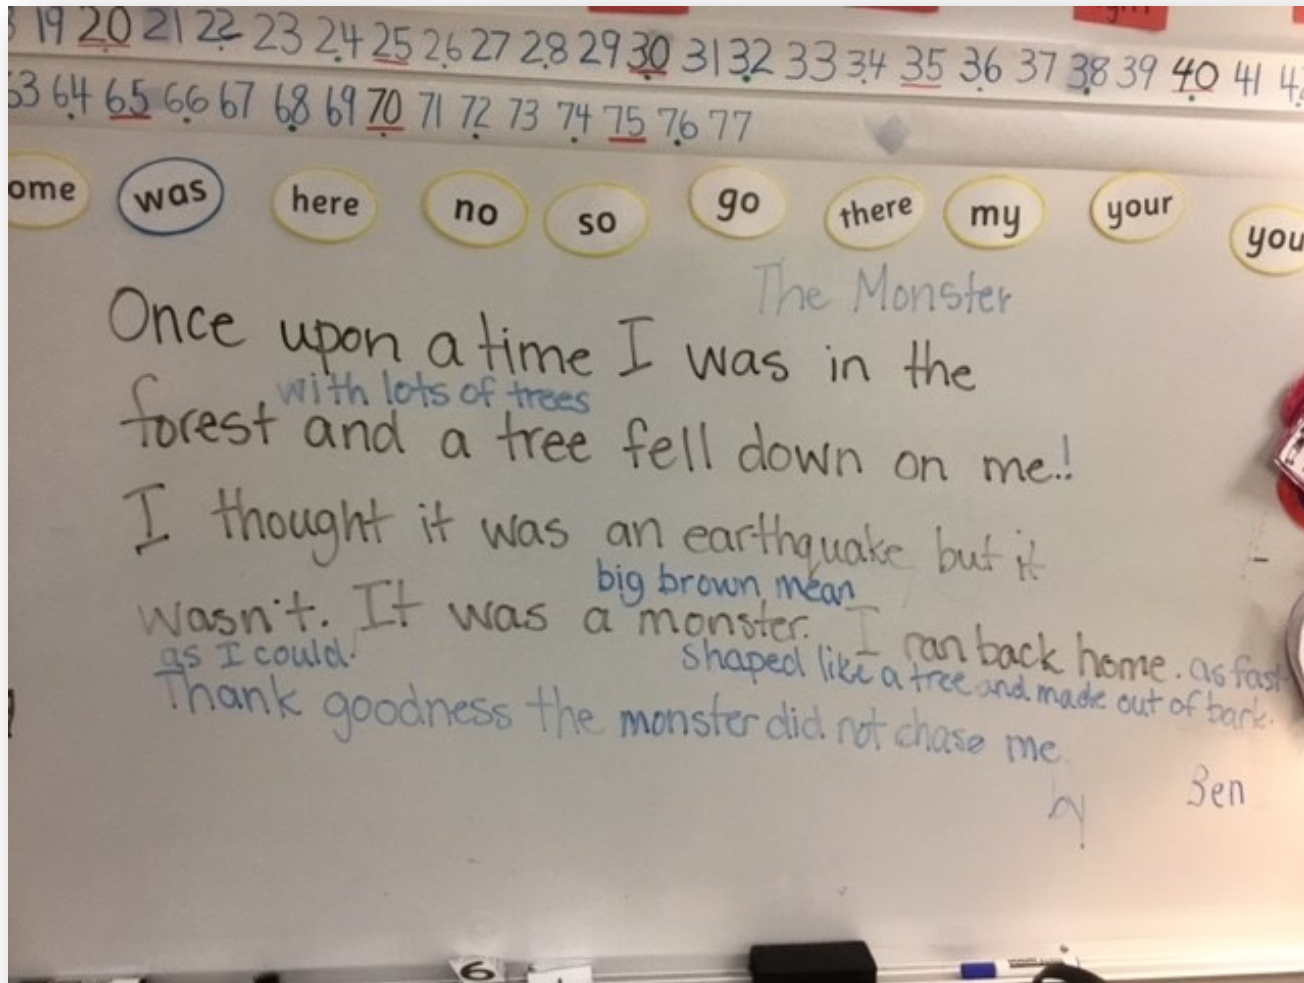 19 20 21 22 23 24 25 26 27 28 29 30 31 32 33 34 35 36 37 38 39 40 41
63 64 65 66 67 68 69 70 71 72 73 74 75 76 77
ome was here no so go there my your you
The Monster
Once upon a time I was in the
with lots of trees
forest and a tree fell down on me.!
I thought it was an earthquake but it
big brown mean
wasn't. It was a monster. I ran back home. as fast
as I could.
shaped like a tree and made out of bark.
Thank goodness the monster did not chase me.
by Ben
6